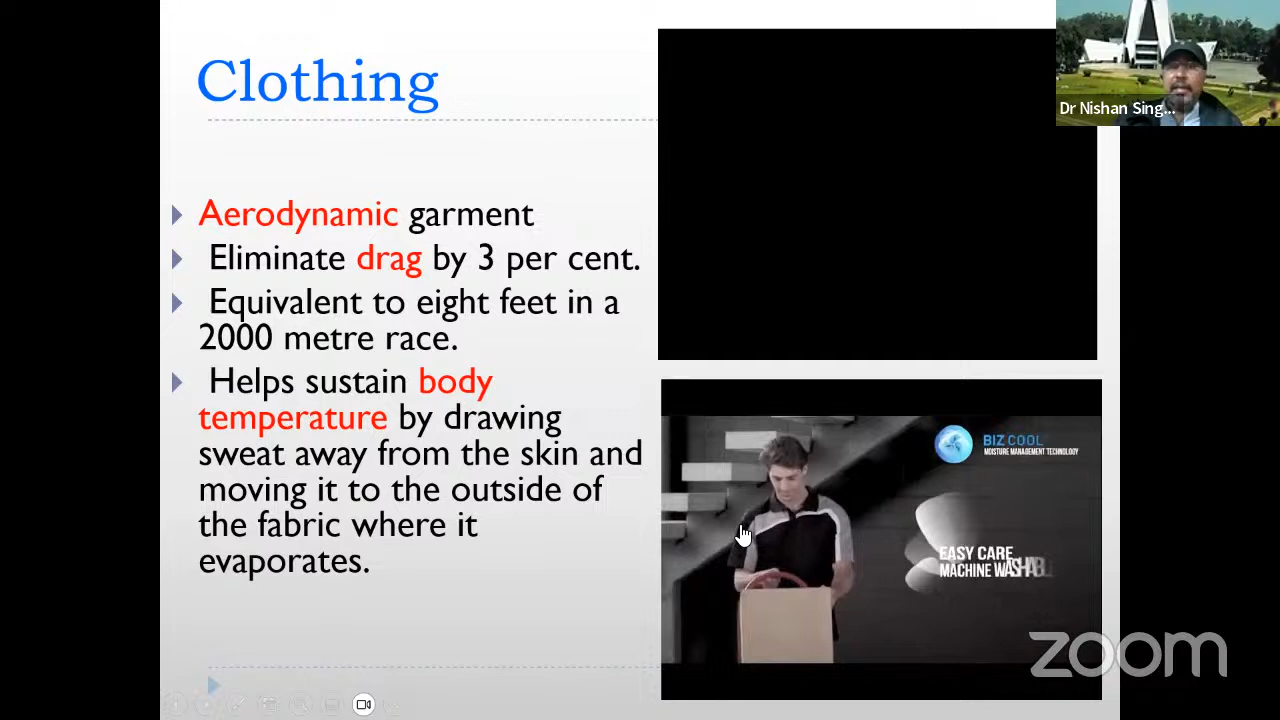 Clothing
Dr Nishan Sing...
Aerodynamic garment
Eliminate drag by 3 per cent.
Equivalent to eight feet in a
2000 metre race.
Helps sustain body
temperature by drawing
sweat away from the skin and
moving it to the outside of
the fabric where it
evaporates.
BIZ COOL
MOISTURE MANAGEMENT TECHNOLOGY
EASY CARE
MACHINE WASHABLE
zoom